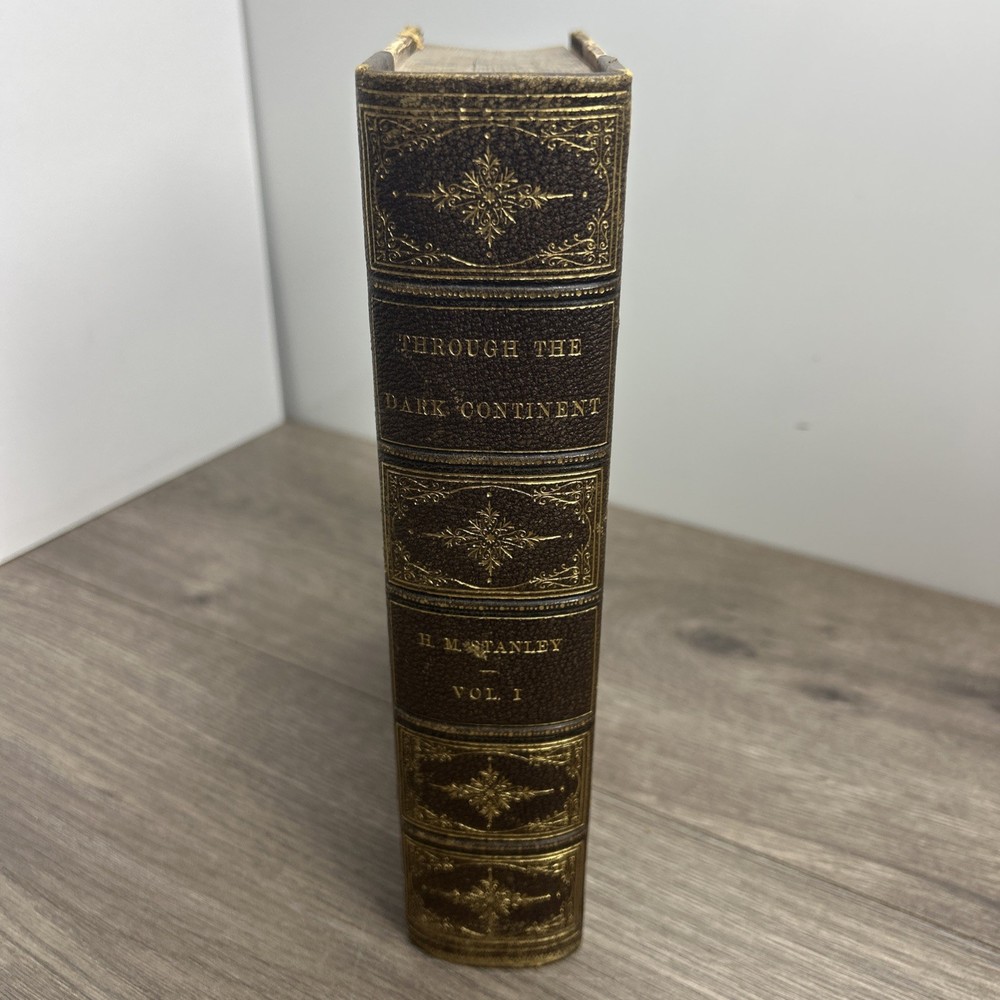 THROUGH THE
DARK CONTINENT
H. M. STANLEY
VOL. I